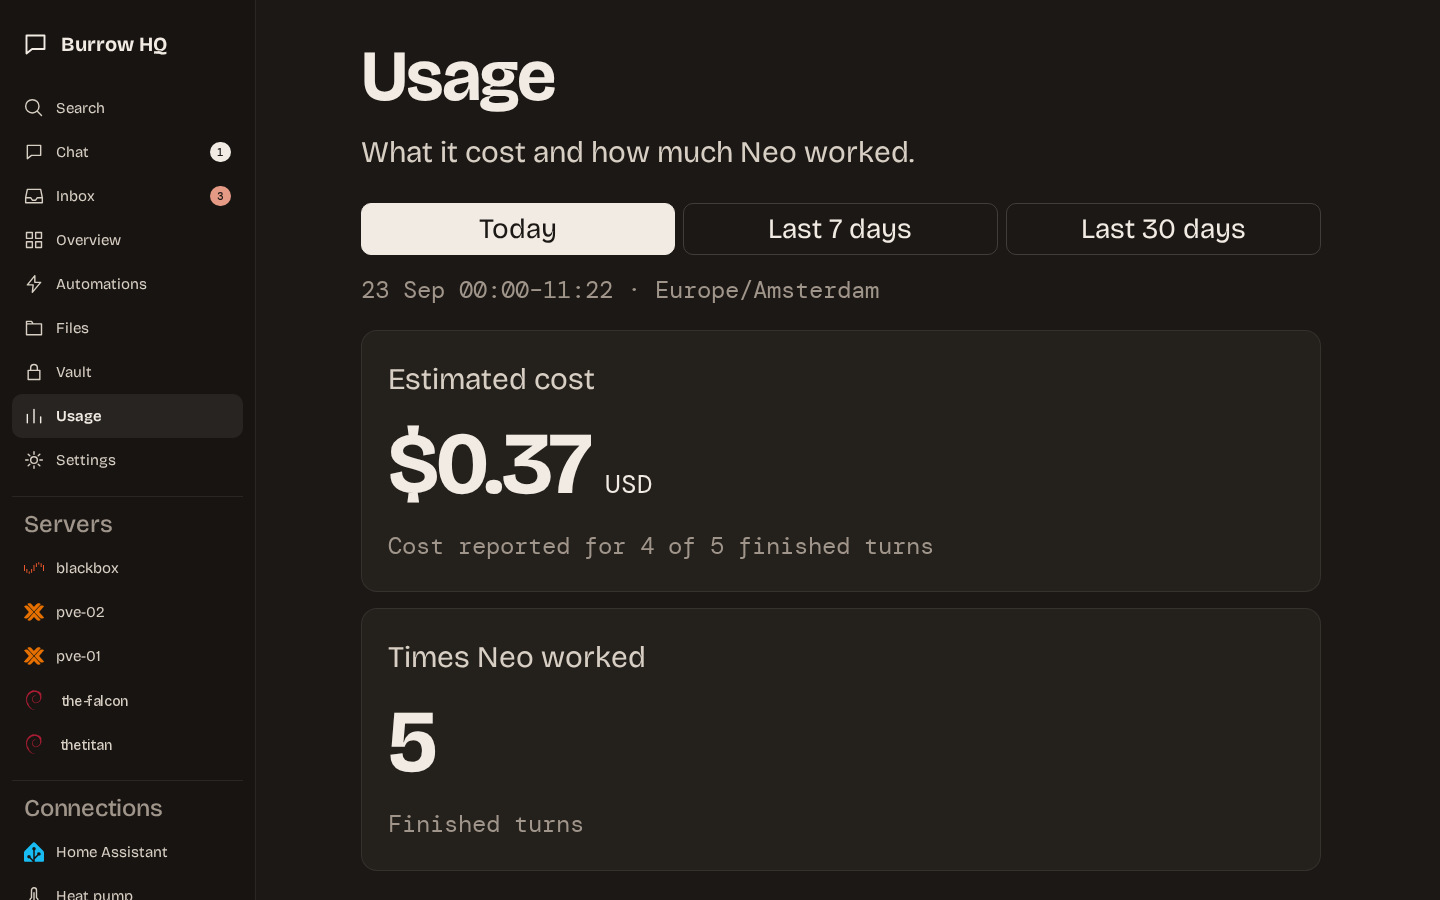 Burrow HQ
Search
Chat 1
Inbox 3
Overview
Automations
Files
Vault
Usage
Settings
Servers
blackbox
pve-02
pve-01
the-falcon
thetitan
Connections
Home Assistant
Heat pump
Usage
What it cost and how much Neo worked.
Today Last 7 days Last 30 days
23 Sep 00:00–11:22 · Europe/Amsterdam
Estimated cost
$0.37 USD
Cost reported for 4 of 5 finished turns
Times Neo worked
5
Finished turns